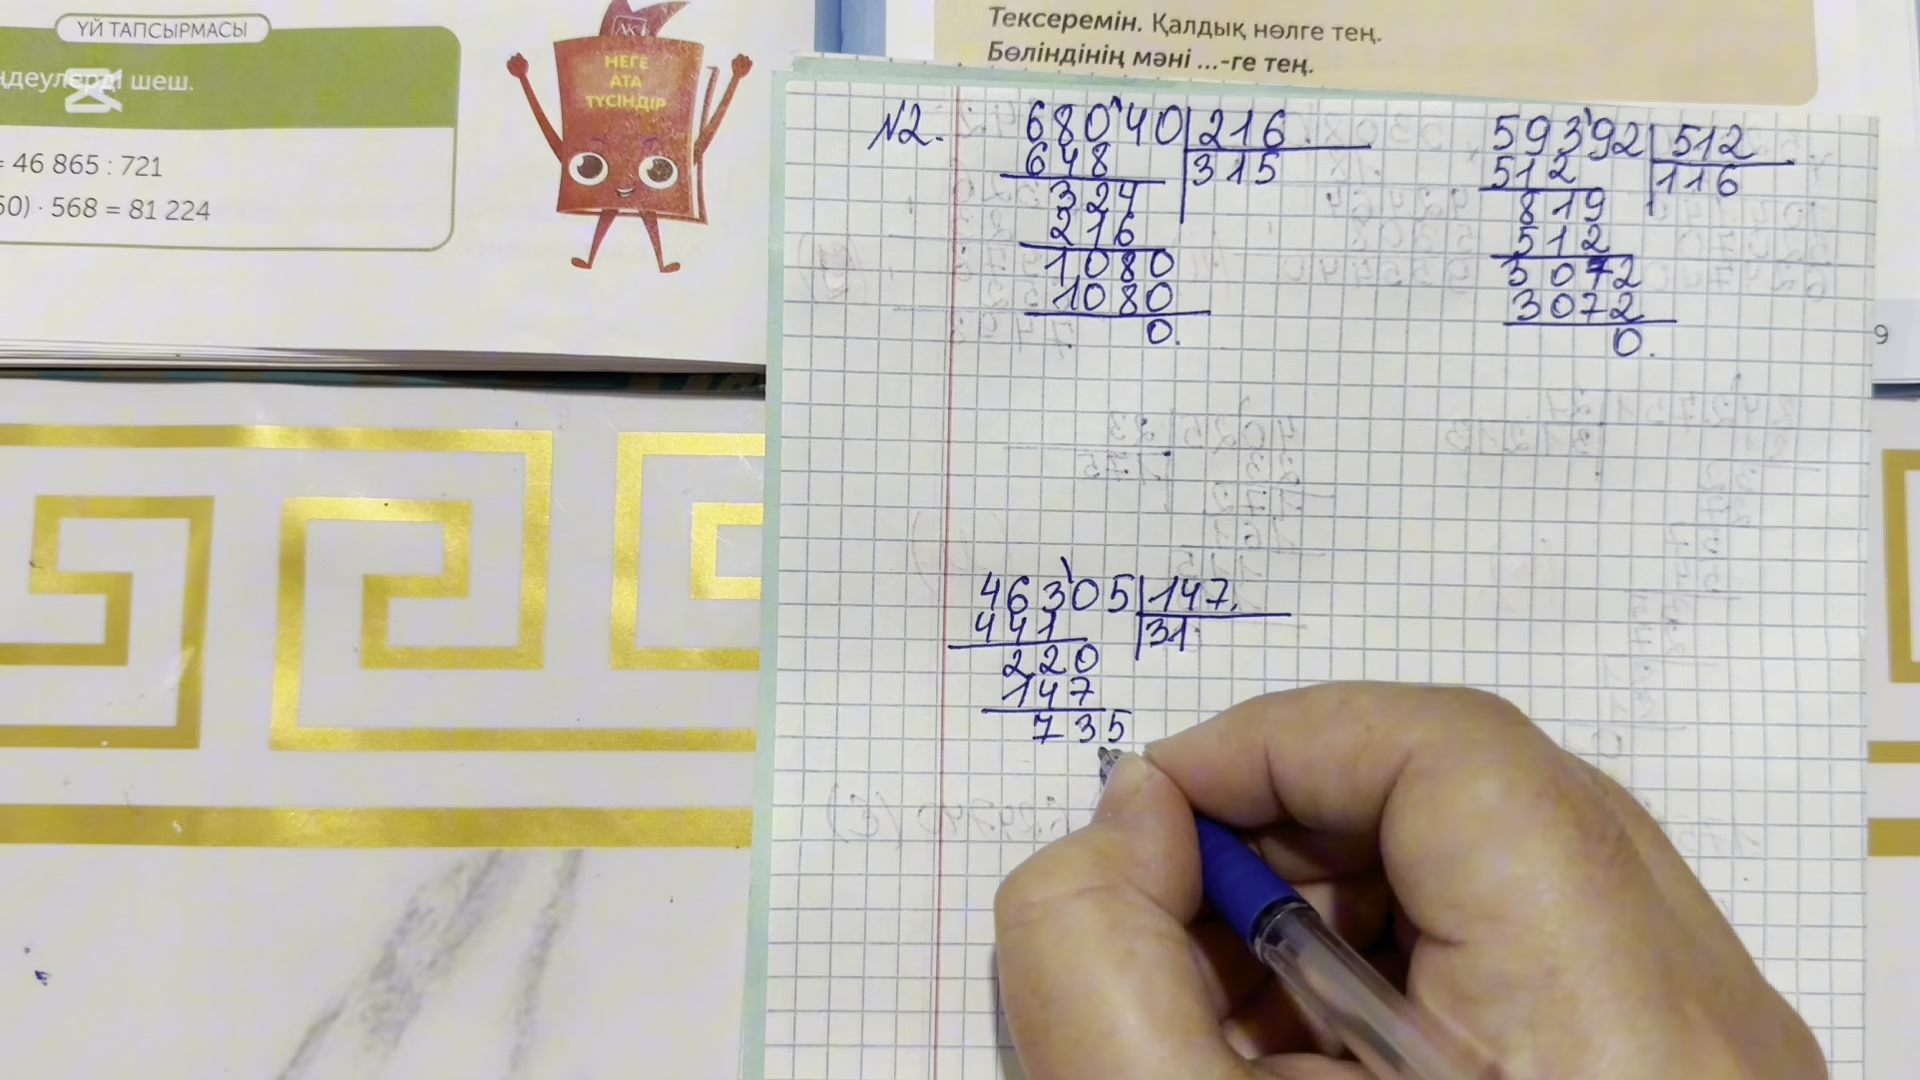 ҮЙ ТАПСЫРМАСЫ
шеш.
= 46 865 : 721
50) · 568 = 81 224
АК
НЕГЕ
АТА
ТҮСІНДІР
Тексеремін. Қалдық нөлге тең.
Бөліндінің мәні ...-ге тең.
9
№2.
68040 216
648 315
324
216
1080
1080
0.
59392 512
512 116
819
512
3072
3072
0.
46305 147
441 31
220
147
735